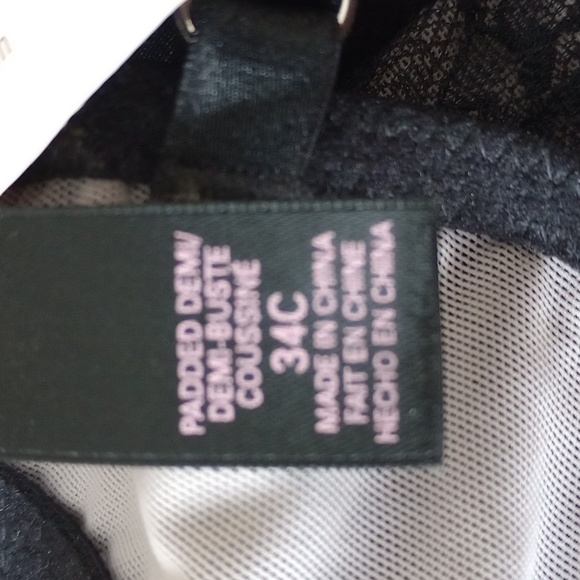 PADDED DEMI/
DEMI-BUSTE
COUSSINÉ
34C
MADE IN CHINA
FAIT EN CHINE
HECHO EN CHINA